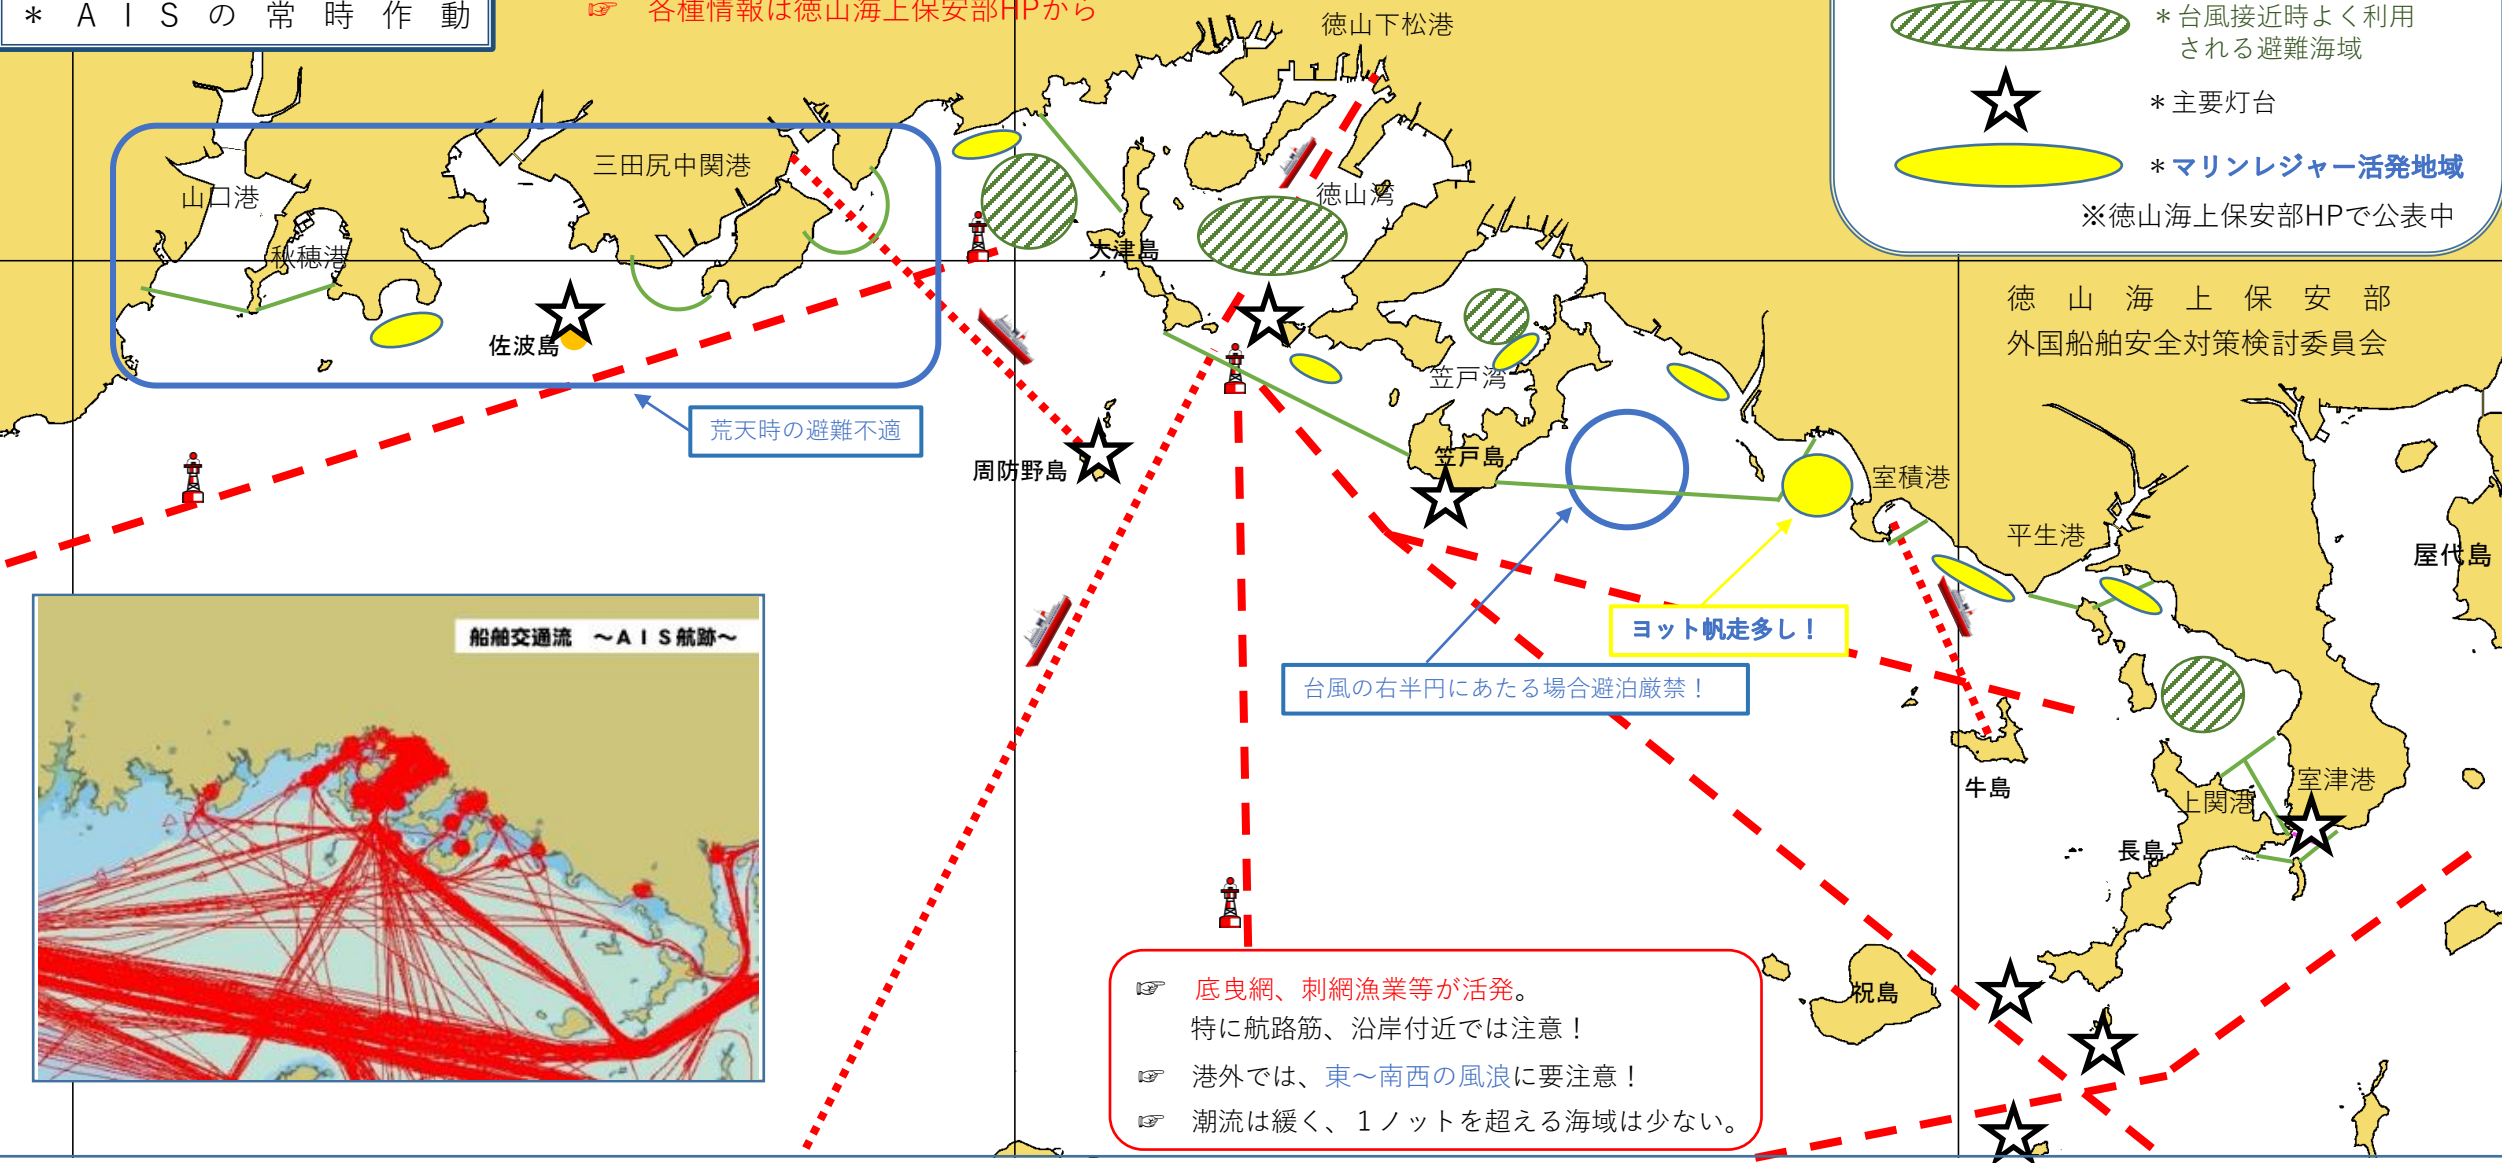 ＊ＡＩＳの常時作動
☞ 各種情報は徳山海上保安部HPから
＊台風接近時よく利用
される避難海域
＊主要灯台
＊マリンレジャー活発地域
※徳山海上保安部HPで公表中
徳山海上保安部
外国船舶安全対策検討委員会
徳山下松港
三田尻中関港
山口港
秋穂港
徳山湾
大津島
佐波島
笠戸湾
荒天時の避難不適
周防野島
笠戸島
室積港
平生港
屋代島
ヨット帆走多し！
台風の右半円にあたる場合避泊厳禁！
船舶交通流　～ＡＩＳ航跡～
牛島
室津港
上関港
長島
祝島
☞ 底曳網、刺網漁業等が活発。
特に航路筋、沿岸付近では注意！
☞ 港外では、東～南西の風浪に要注意！
☞ 潮流は緩く、１ノットを超える海域は少ない。